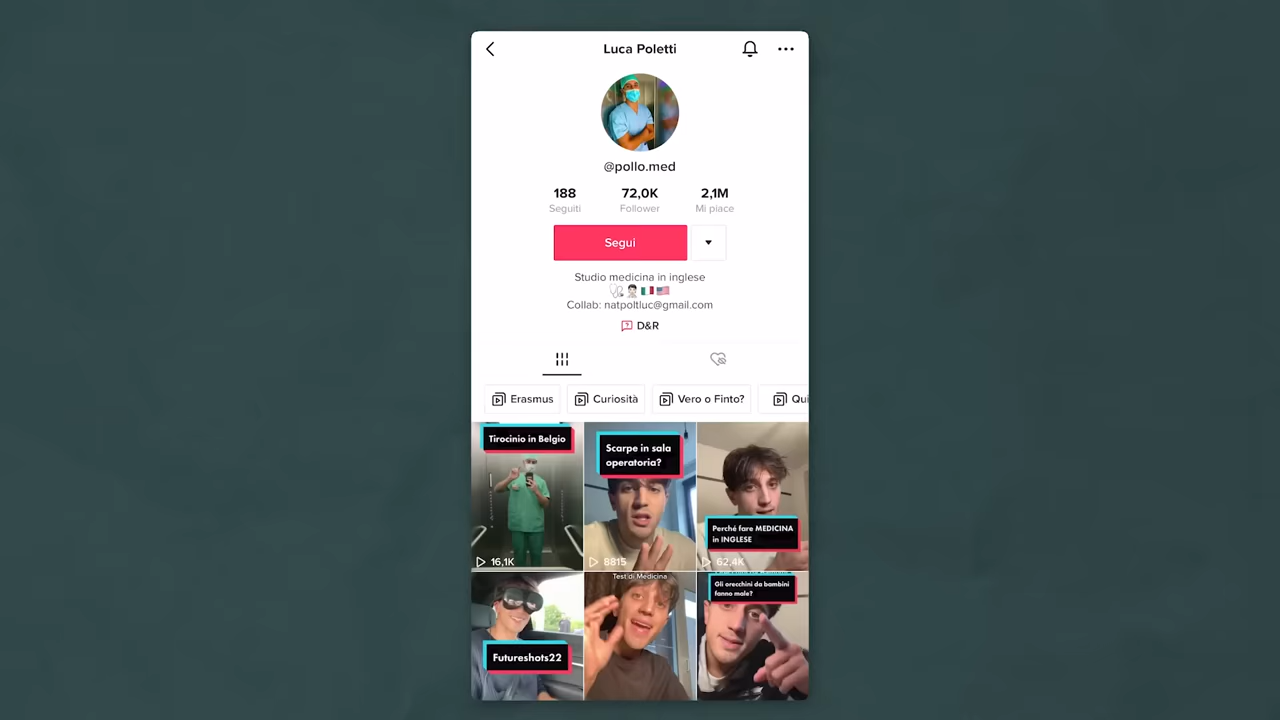 Luca Poletti
@pollo.med
188
72,0K
2,1M
Seguiti
Follower
Mi piace
Segui
Studio medicina in inglese
Collab: natpoltluc@gmail.com
D&R
Erasmus
Curiosità
Vero o Finto?
Qui
Tirocinio in Belgio
16,1K
Scarpe in sala
operatoria?
8815
Perché fare MEDICINA
in INGLESE
62,4K
Futureshots22
Test di Medicina
Gli orecchini da bambini
fanno male?